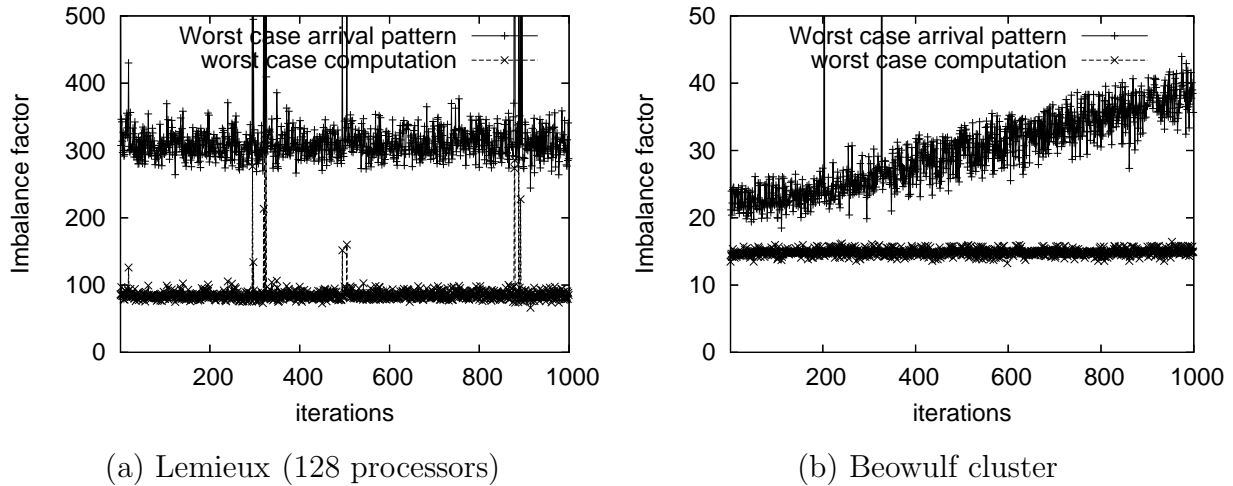 Worst case arrival pattern
worst case computation
Imbalance factor
500
400
300
200
100
0
200
400
600
800
1000
iterations
(a) Lemieux (128 processors)
Worst case arrival pattern
worst case computation
Imbalance factor
50
40
30
20
10
0
200
400
600
800
1000
iterations
(b) Beowulf cluster